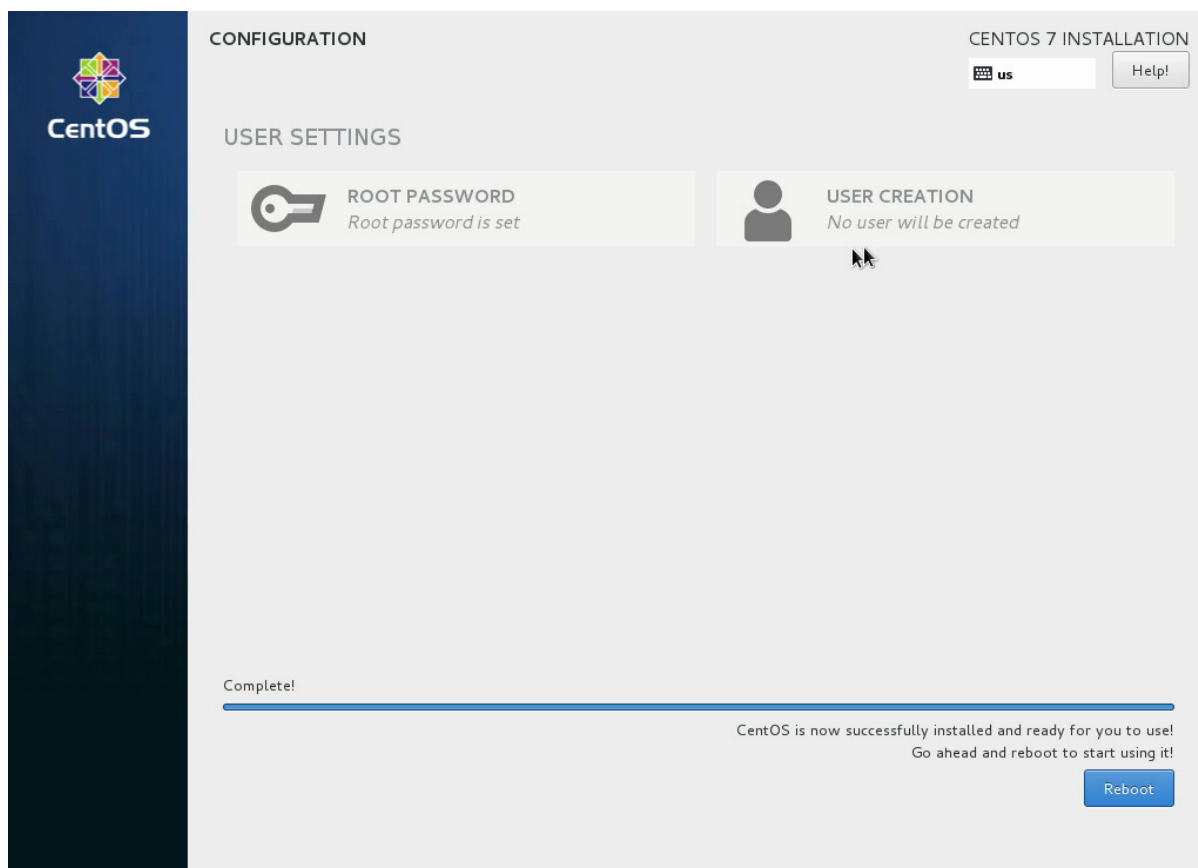 CentOS
CONFIGURATION
CENTOS 7 INSTALLATION
us
Help!
USER SETTINGS
ROOT PASSWORD
Root password is set
USER CREATION
No user will be created
Complete!
CentOS is now successfully installed and ready for you to use!
Go ahead and reboot to start using it!
Reboot